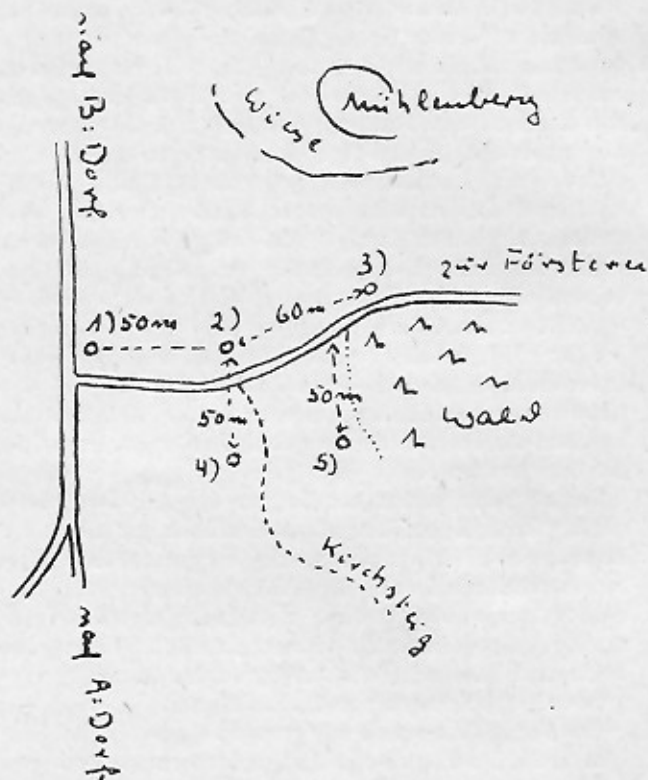 nach B: Dorf.
Wiese
Mühlenberg
3)
zur Försterei
1) 50m
2)
60m
50m
50m
Wald
4)
5)
Kirchsteig
nach A: Dorf.